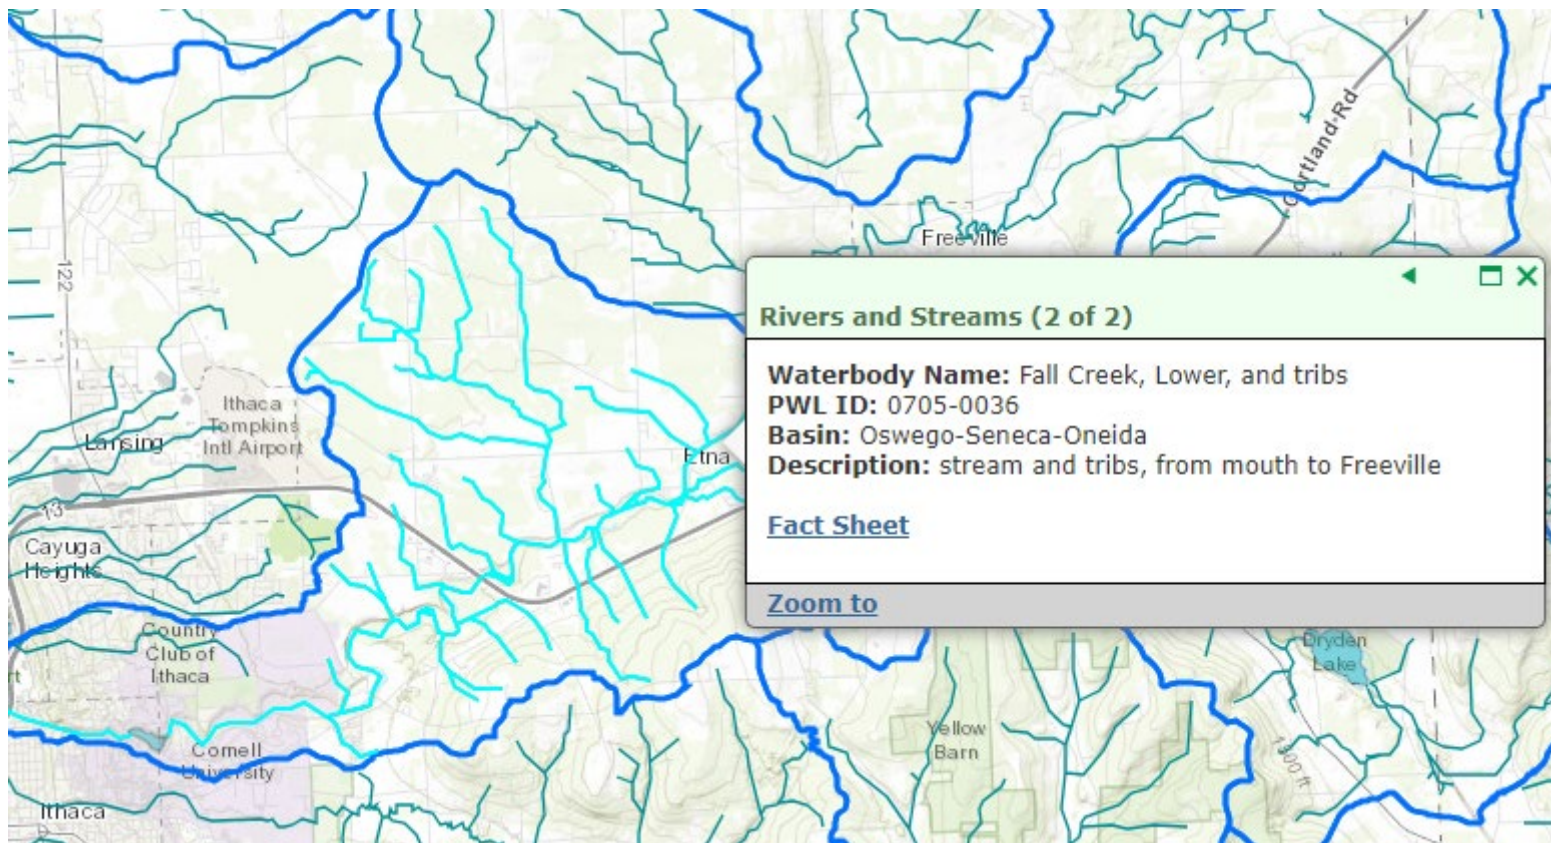 Cortland-Rd
Freeville
122
Rivers and Streams (2 of 2)
Waterbody Name: Fall Creek, Lower, and tribs
PWL ID: 0705-0036
Basin: Oswego-Seneca-Oneida
Description: stream and tribs, from mouth to Freeville
Fact Sheet
Zoom to
Ithaca
Tompkins
Intl Airport
Lansing
Etna
13
Cayuga
Heights
Country
Club of
Ithaca
Dryden
Lake
rt
Cornell
University
Yellow
Barn
1300 ft
Ithaca